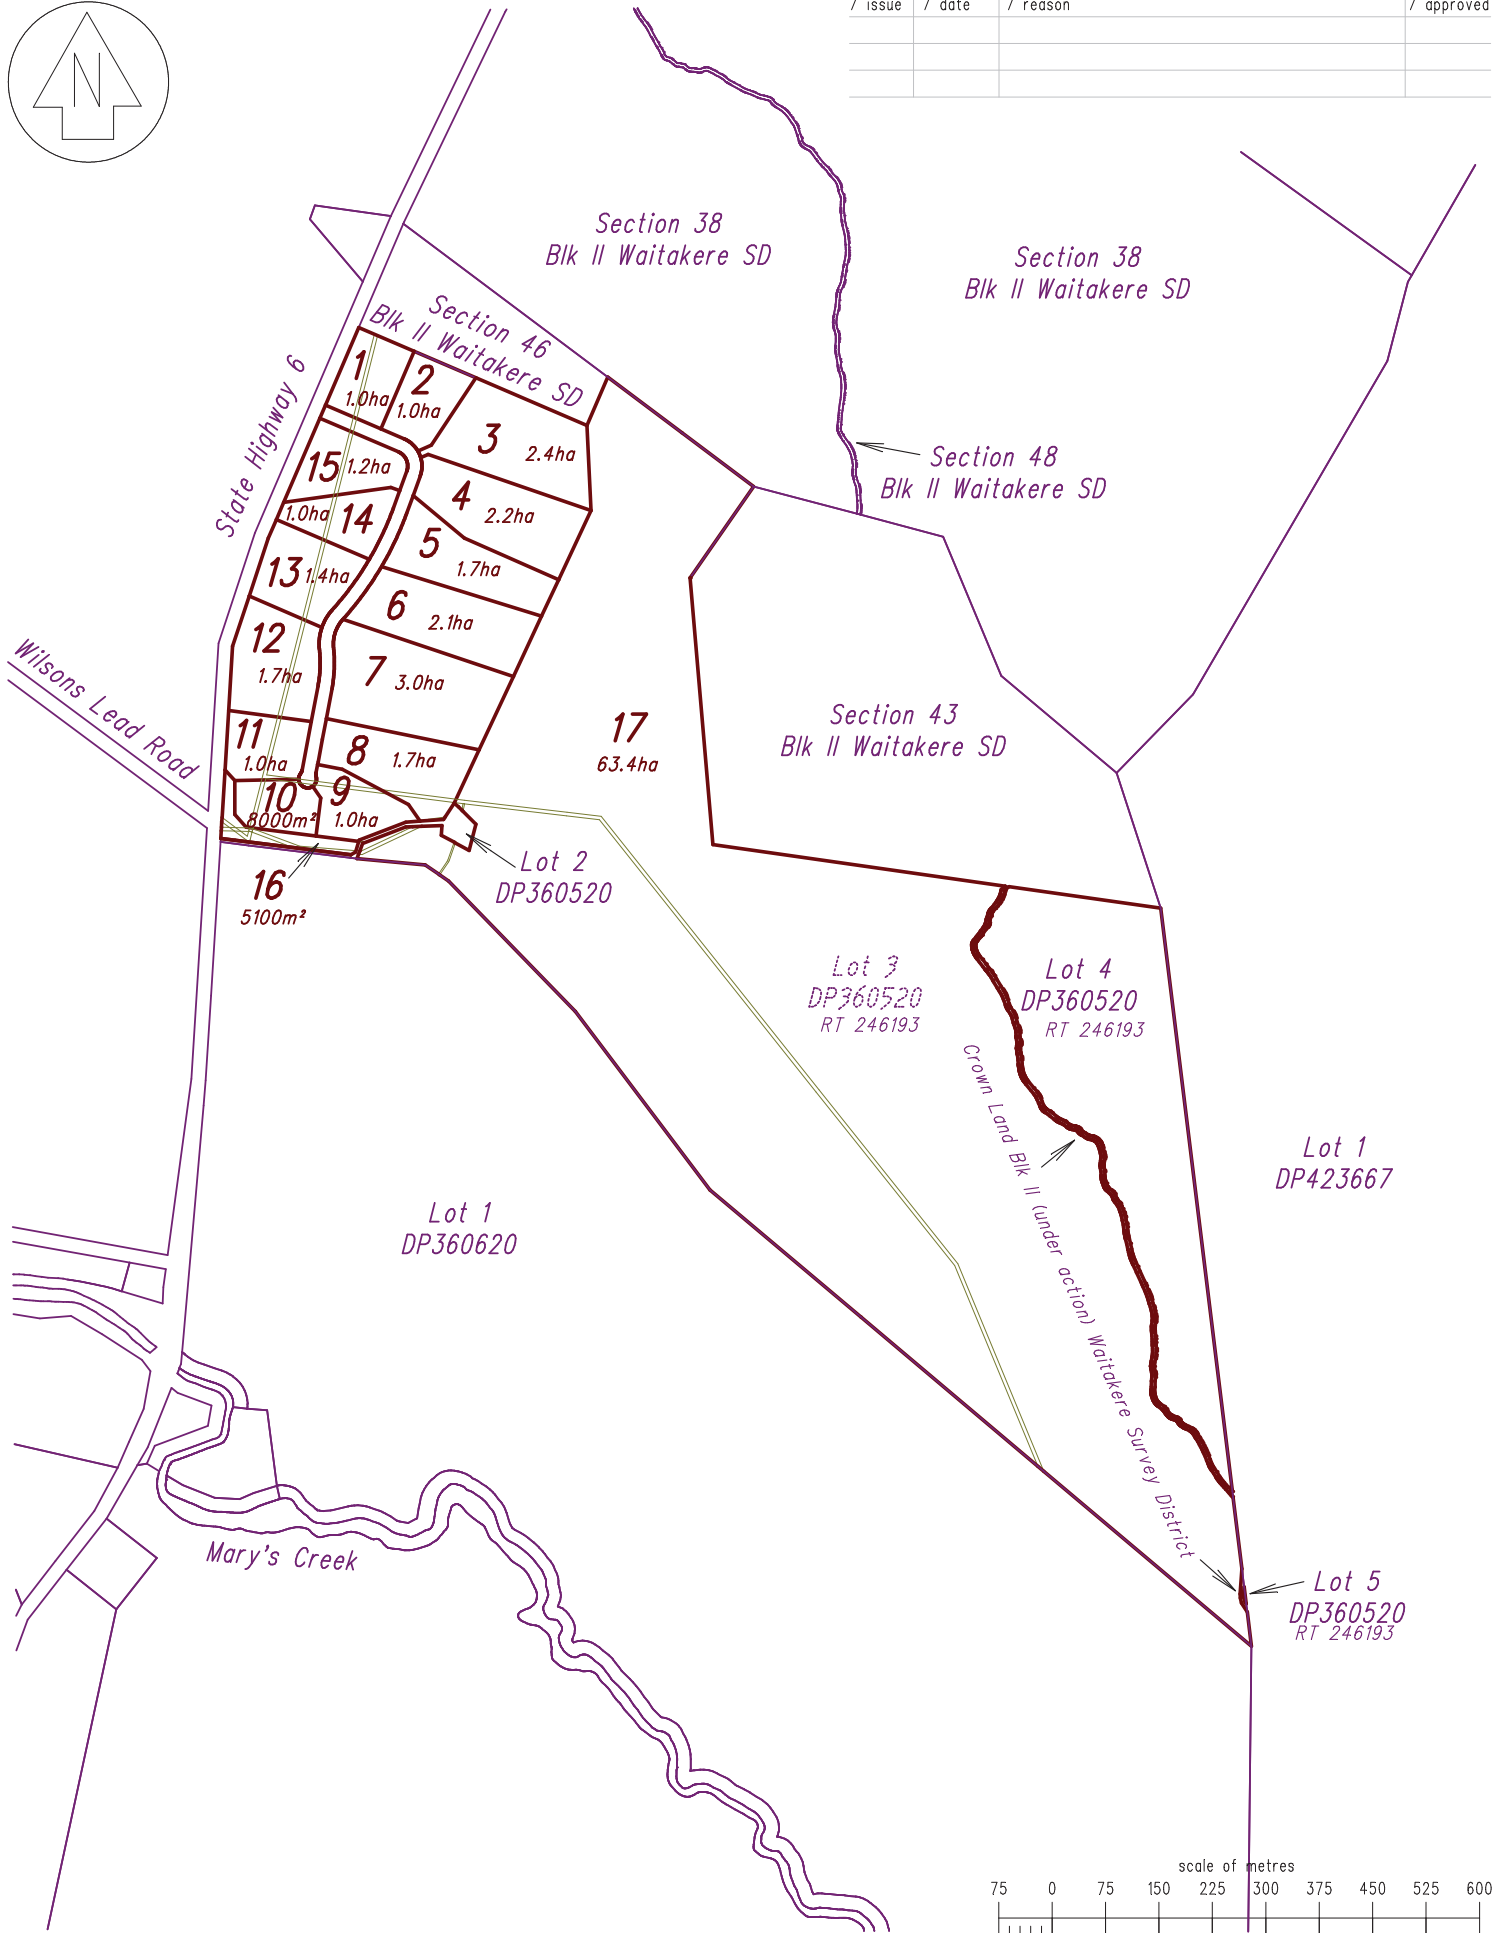 / issue / date / reason / approved
N
Section 38
Blk II Waitakere SD
Section 38
Blk II Waitakere SD
Section 46
Blk II Waitakere SD
State Highway 6
1
1.0ha
2
1.0ha
3
2.4ha
15
1.2ha
4
2.2ha
1.0ha
14
5
1.7ha
13
1.4ha
6
2.1ha
12
1.7ha
7
3.0ha
11
1.0ha
8
1.7ha
10
8000m²
9
1.0ha
16
5100m²
17
63.4ha
Section 48
Blk II Waitakere SD
Section 43
Blk II Waitakere SD
Wilsons Lead Road
Lot 2
DP360520
Lot 3
DP360520
RT 246193
Lot 4
DP360520
RT 246193
Crown Land Blk II (under action) Waitakere Survey District
Lot 1
DP423667
Lot 1
DP360620
Mary's Creek
Lot 5
DP360520
RT 246193
scale of metres
75 0 75 150 225 300 375 450 525 600